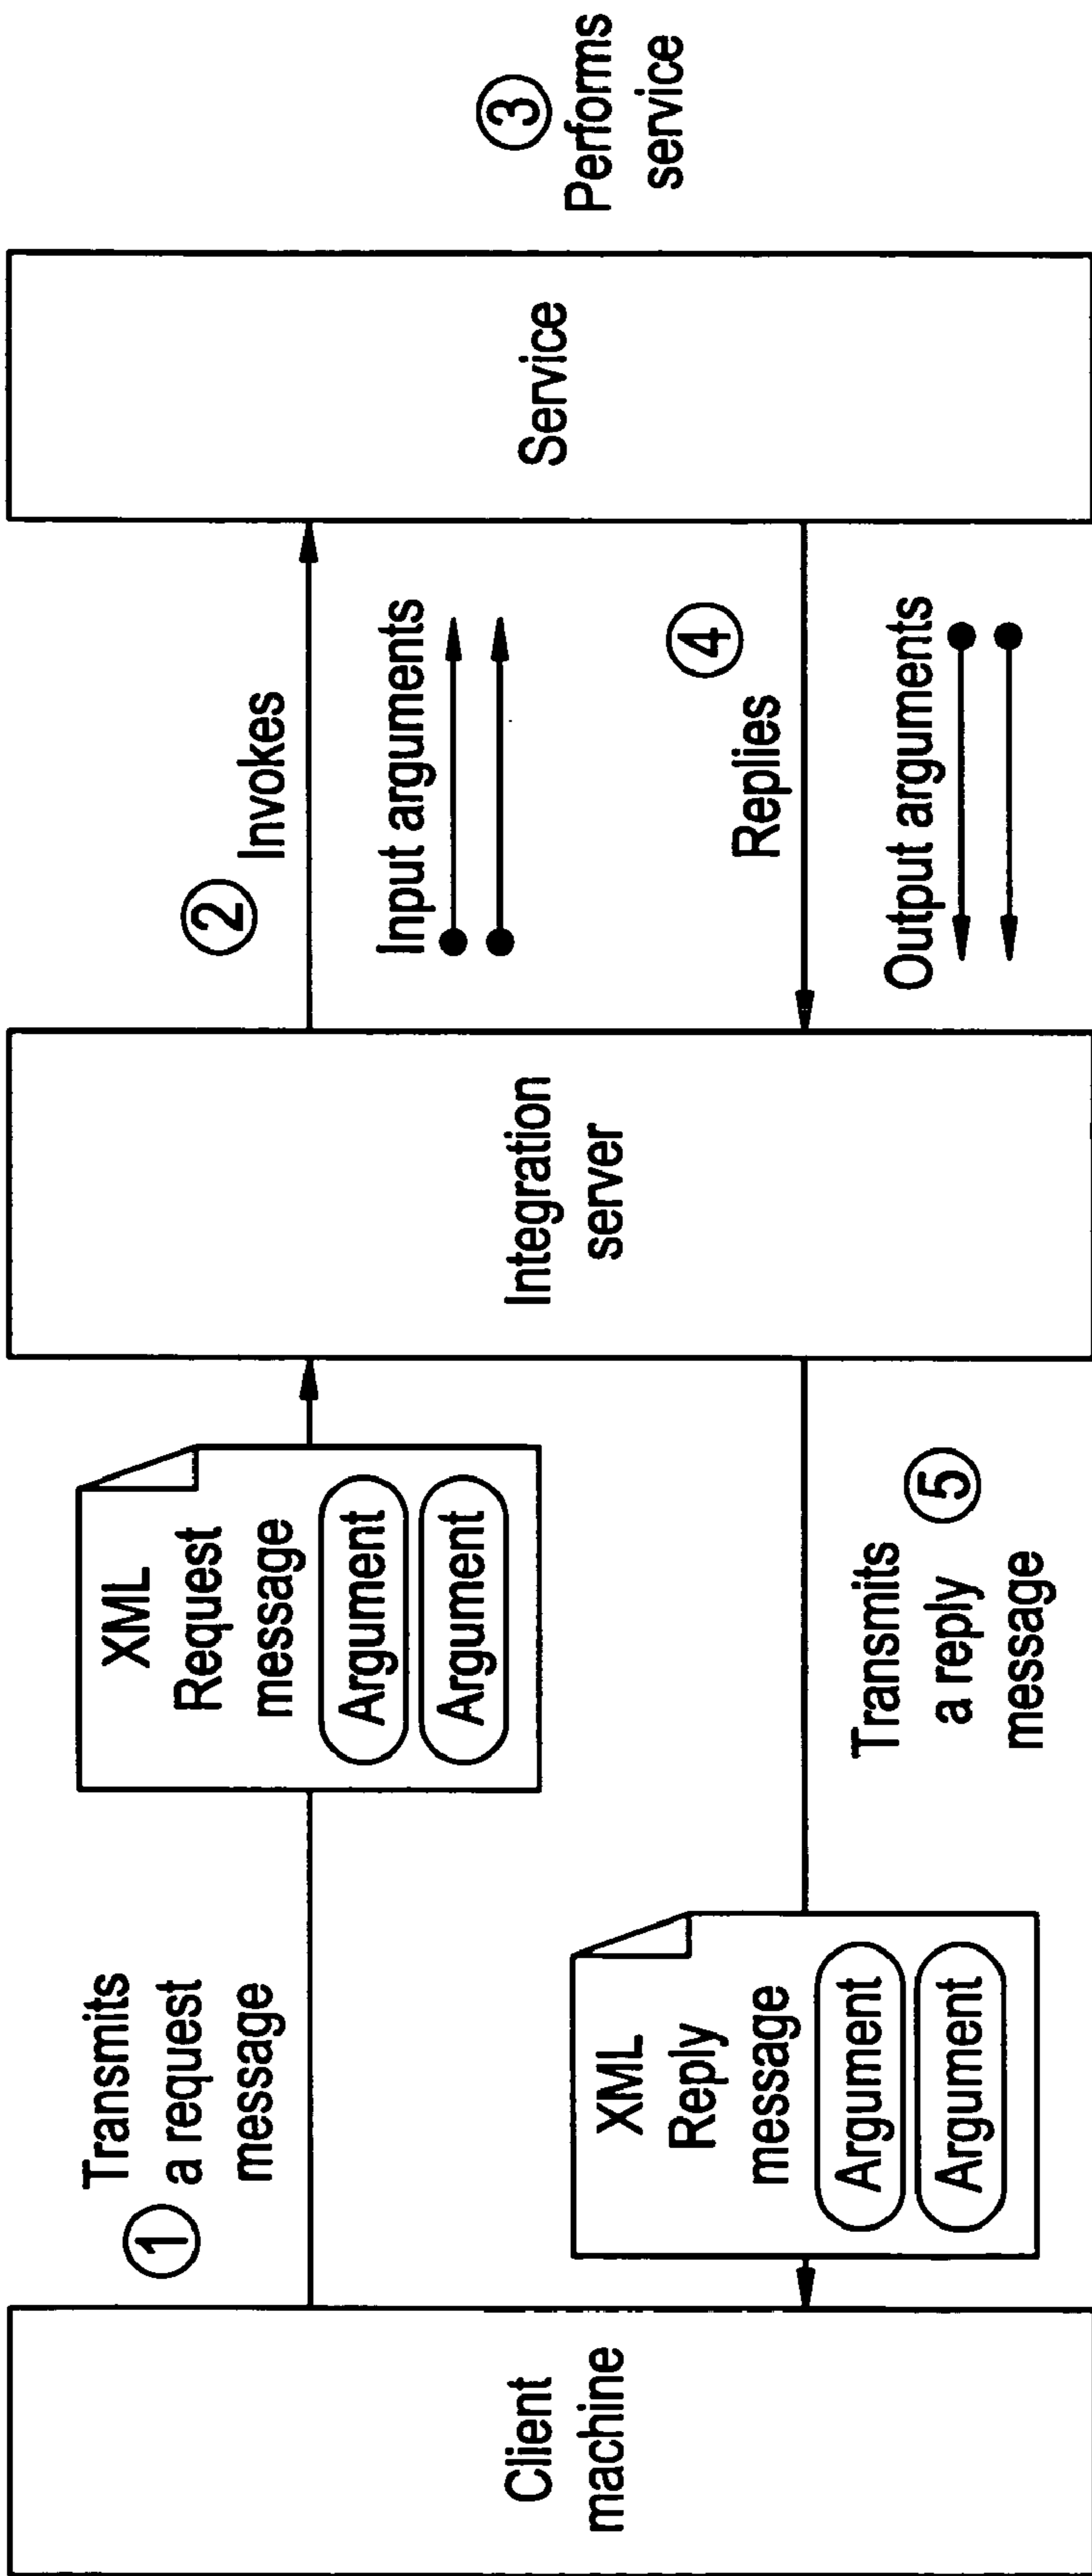 Client
machine
①
Transmits
a request
message
XML
Request
message
Argument
Argument
Integration
server
②
Invokes
Input arguments
Service
③
Performs
service
④
Replies
Output arguments
Transmits
a reply
message
⑤
XML
Reply
message
Argument
Argument